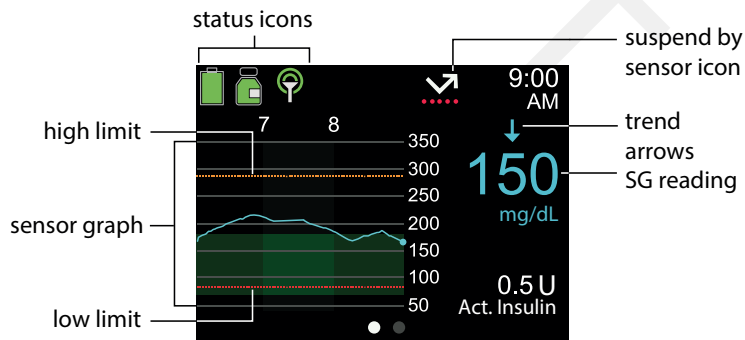 status icons
suspend by
sensor icon
9:00
AM
7 8
high limit
350
300
250
200
150
100
50
trend
arrows
150
SG reading
mg/dL
sensor graph
0.5 U
Act. Insulin
low limit